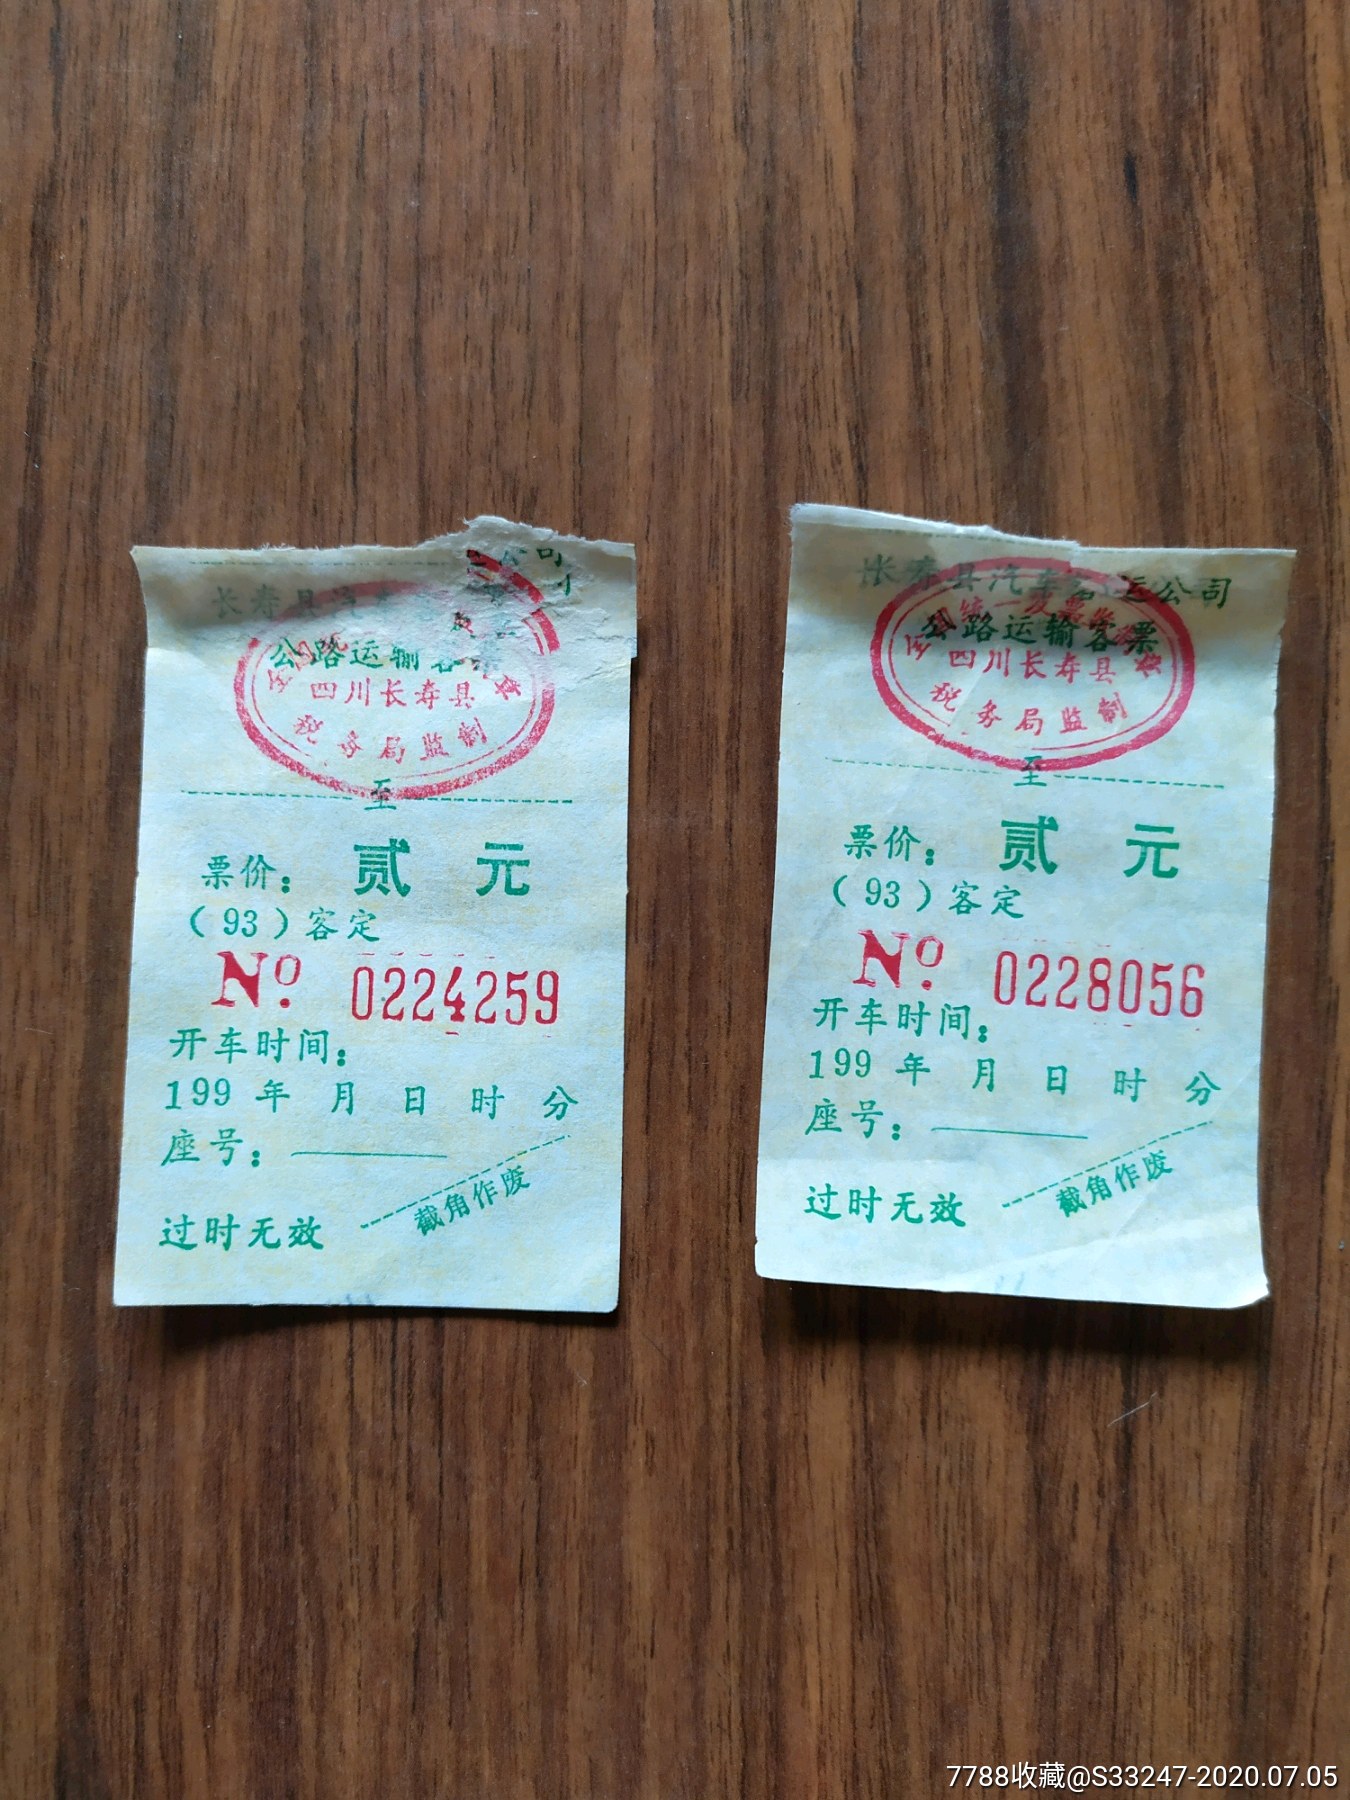 公司
长寿县汽
公路运输客票
四川长寿县
税务局监制
至
票价：贰元
（93）客定
No. 0224259
开车时间：
199 年 月 日 时 分
座号：
截角作废
过时无效
长寿县汽车客运公司
全国统一发票监制章
公路运输客票
四川长寿县
税务局监制
至
票价：贰元
（93）客定
No. 0228056
开车时间：
199 年 月 日 时 分
座号：
截角作废
过时无效
7788收藏@S33247-2020.07.05